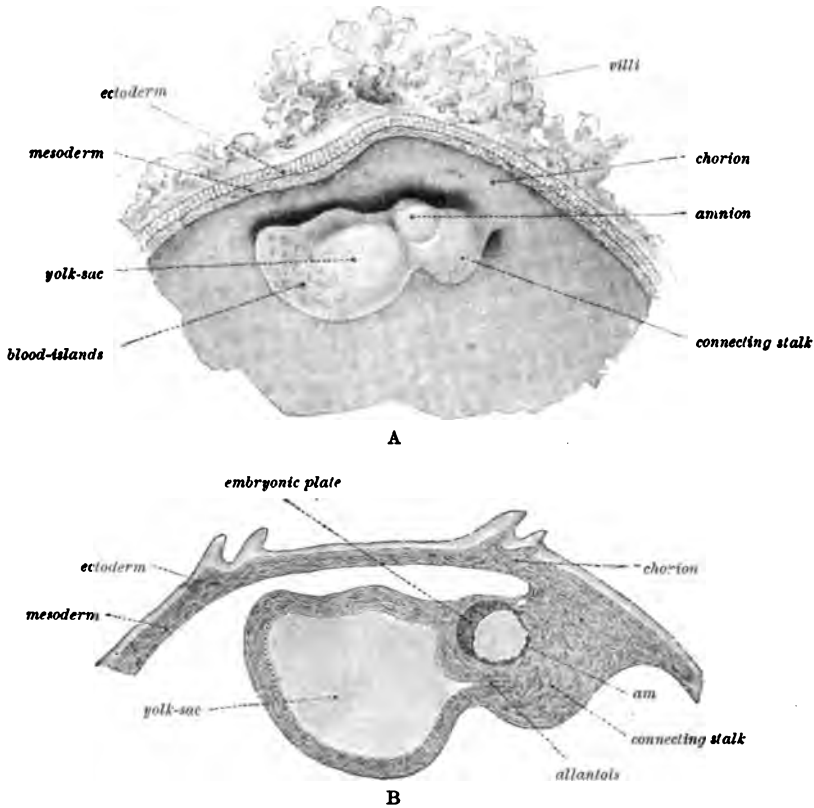 villi
ectoderm
mesoderm
chorion
amnion
yolk-sac
blood-islands
connecting stalk
A
embryonic plate
ectoderm
chorion
mesoderm
am
yolk-sac
connecting stalk
allantois
B